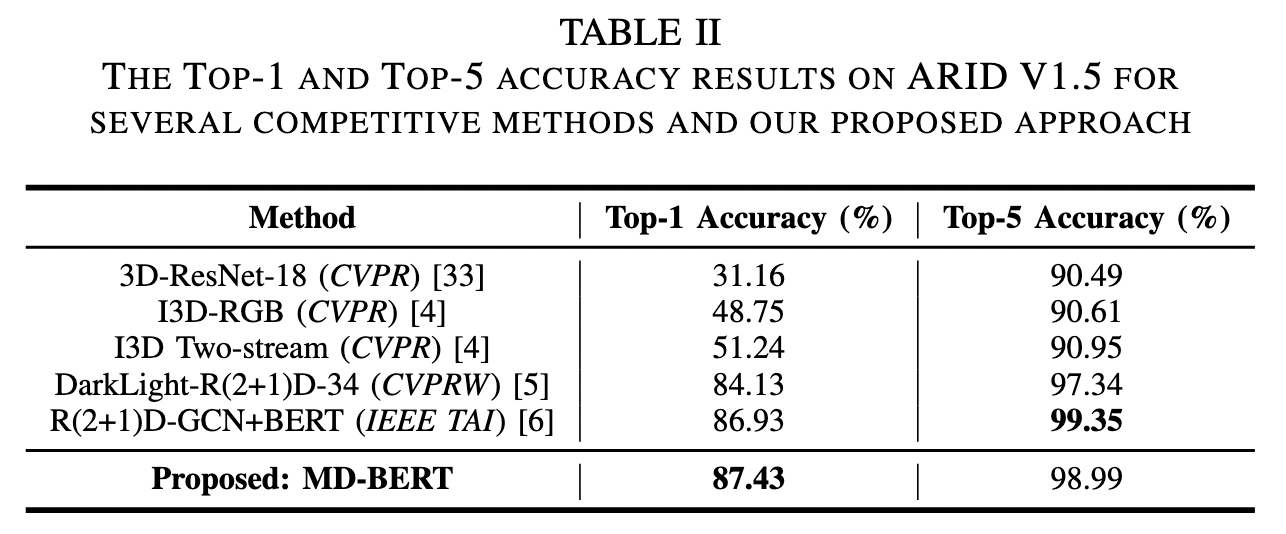 TABLE II
THE TOP-1 AND TOP-5 ACCURACY RESULTS ON ARID V1.5 FOR
SEVERAL COMPETITIVE METHODS AND OUR PROPOSED APPROACH
Method Top-1 Accuracy (%) Top-5 Accuracy (%)
3D-ResNet-18 (CVPR) [33] 31.16 90.49
I3D-RGB (CVPR) [4] 48.75 90.61
I3D Two-stream (CVPR) [4] 51.24 90.95
DarkLight-R(2+1)D-34 (CVPRW) [5] 84.13 97.34
R(2+1)D-GCN+BERT (IEEE TAI) [6] 86.93 99.35
Proposed: MD-BERT 87.43 98.99